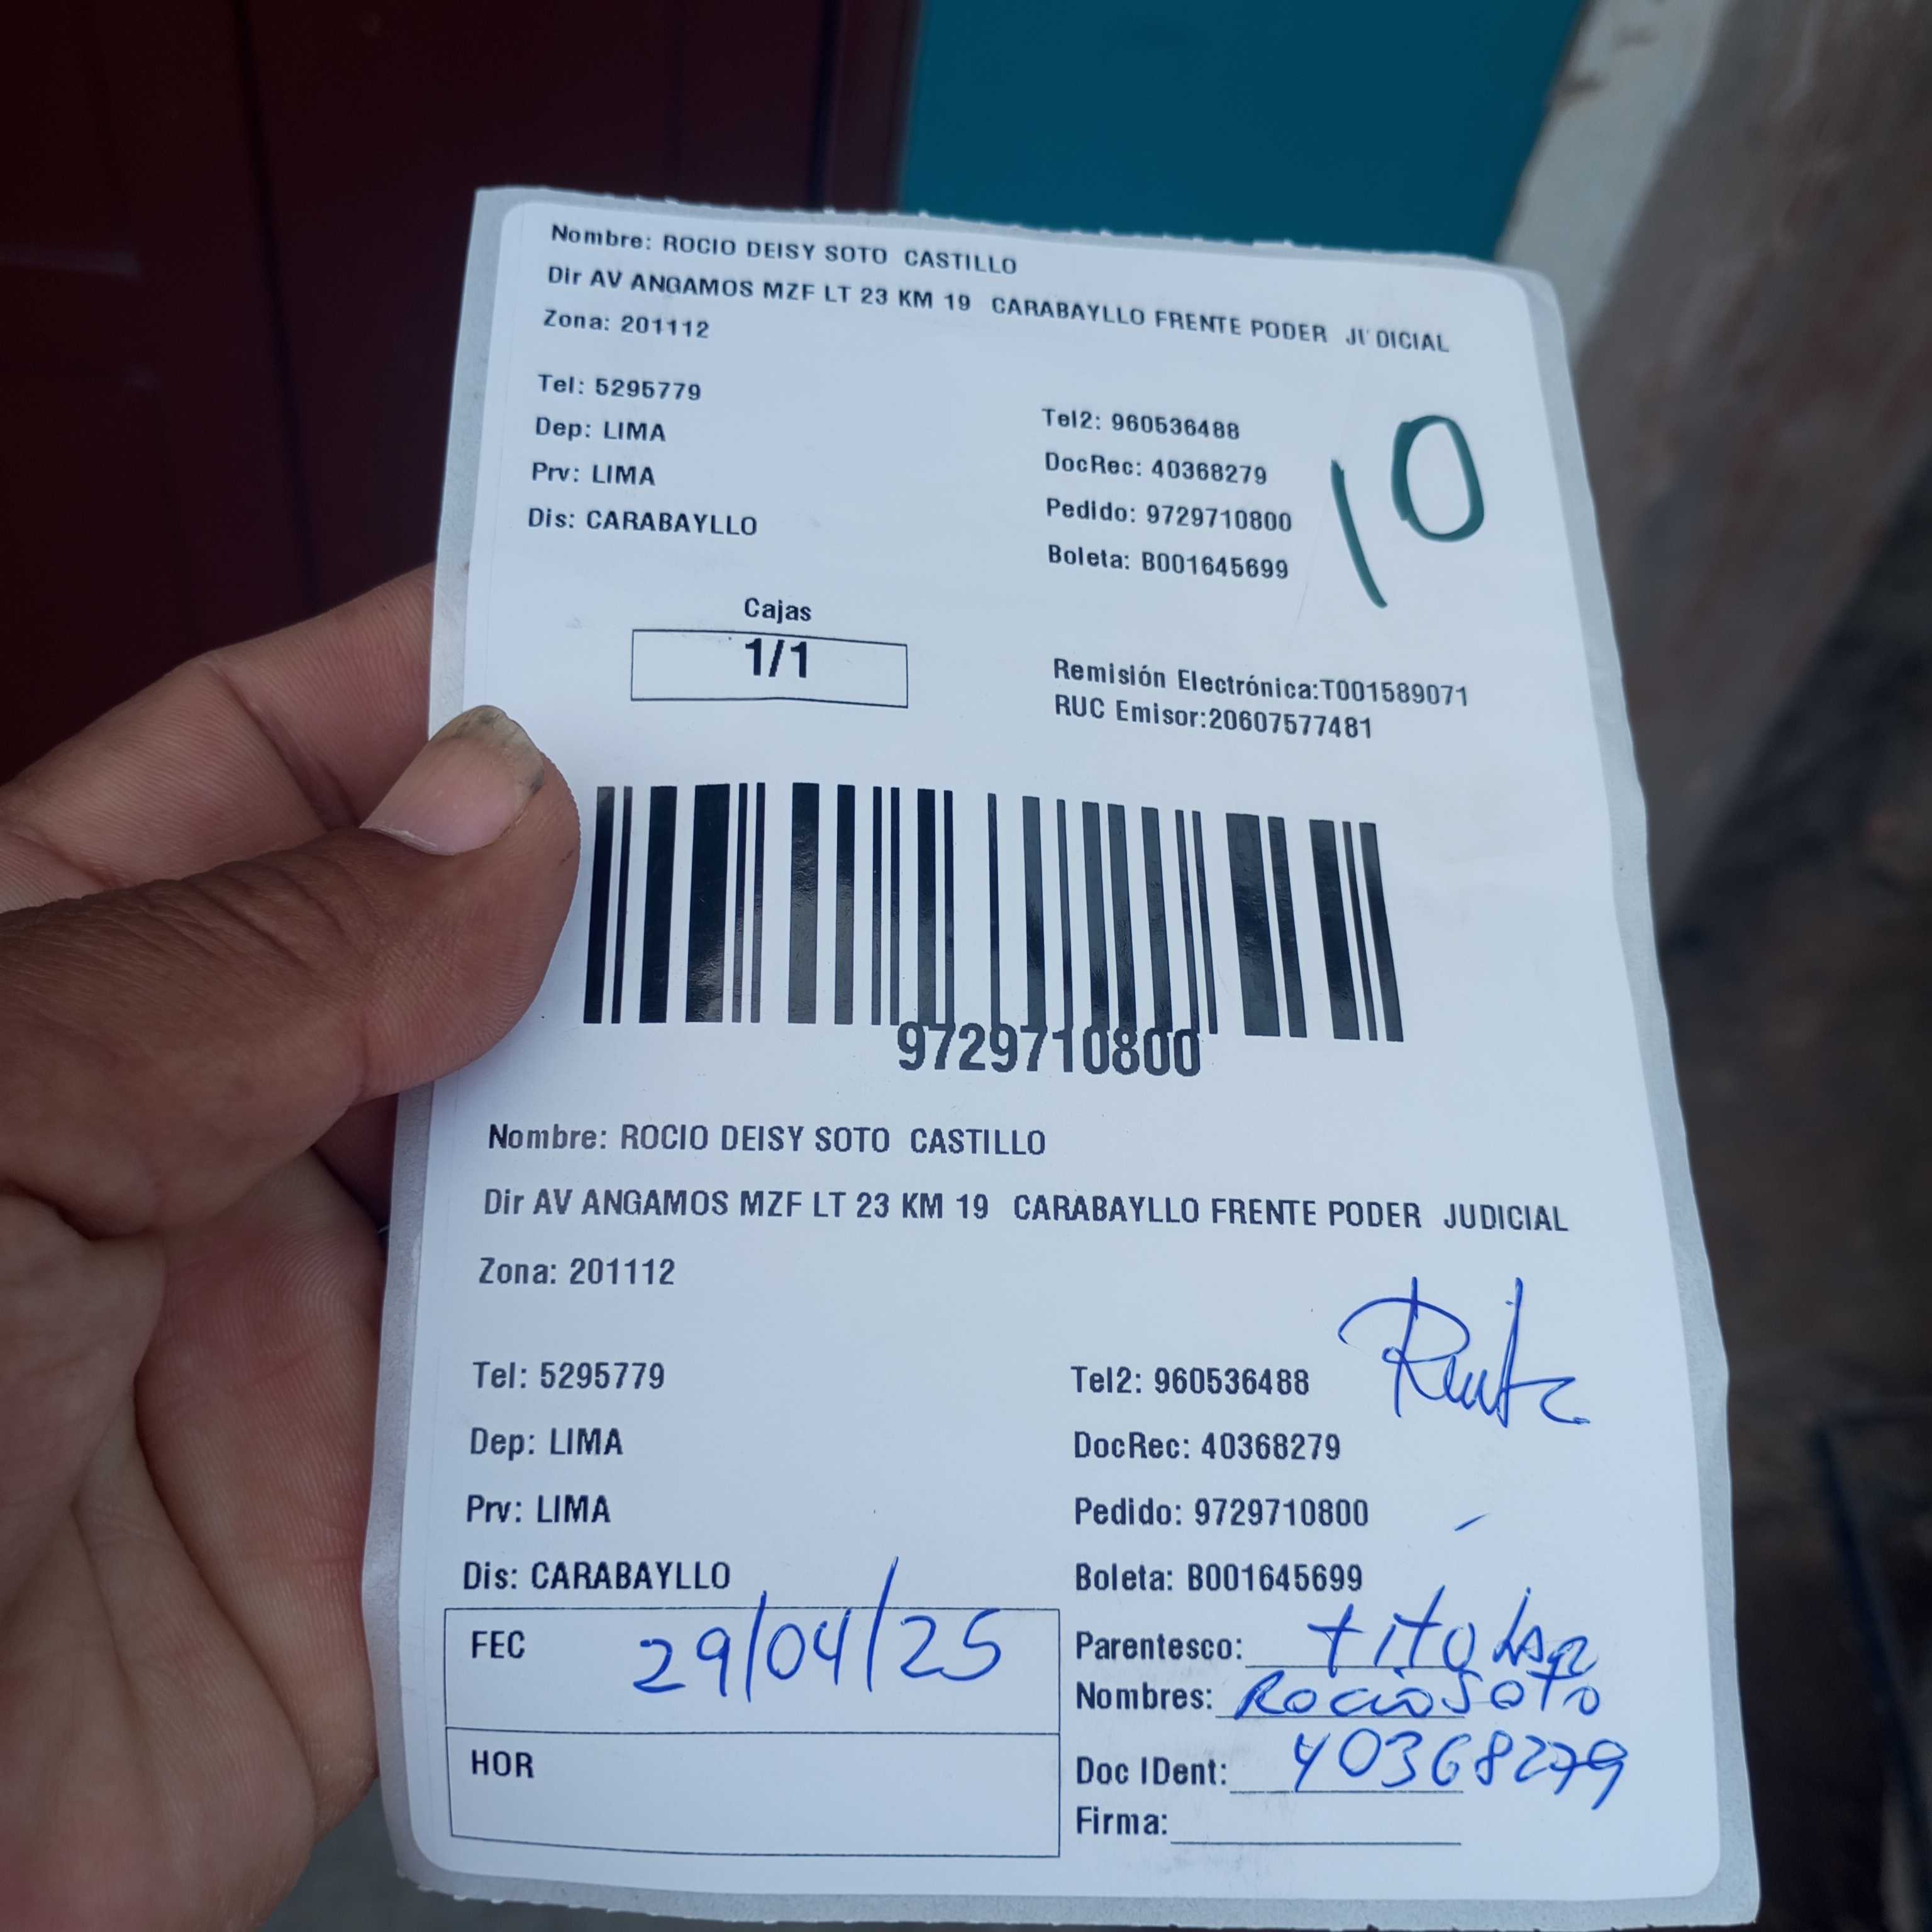 Nombre: ROCIO DEISY SOTO CASTILLO
Dir AV ANGAMOS MZF LT 23 KM 19 CARABAYLLO FRENTE PODER JUDICIAL
Zona: 201112
Tel: 5295779
Tel2: 960536488
Dep: LIMA
DocRec: 40368279
Prv: LIMA
Pedido: 9729710800
Dis: CARABAYLLO
Boleta: B001645699
10
Cajas
1/1
Remisión Electrónica:T001589071
RUC Emisor:20607577481
9729710800
Nombre: ROCIO DEISY SOTO CASTILLO
Dir AV ANGAMOS MZF LT 23 KM 19 CARABAYLLO FRENTE PODER JUDICIAL
Zona: 201112
Tel: 5295779
Tel2: 960536488
Dep: LIMA
DocRec: 40368279
Prv: LIMA
Pedido: 9729710800
Dis: CARABAYLLO
Boleta: B001645699
FEC 29/04/25
Parentesco: titular
Nombres: Rocio Soto
HOR
Doc IDent: 40368279
Firma: